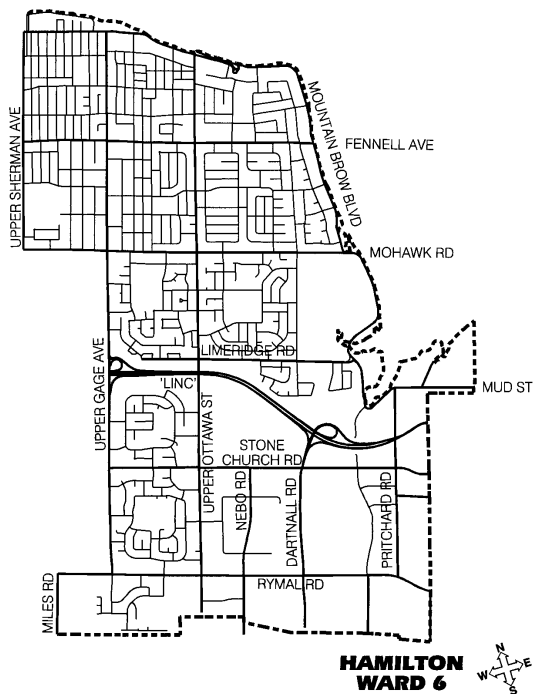 UPPER SHERMAN AVE
MOUNTAIN BROW BLVD
FENNELL AVE
MOHAWK RD
LIMERIDGE RD
UPPER GAGE AVE
'LINC'
MUD ST
UPPER OTTAWA ST
STONE
CHURCH RD
NEBO RD
DARTNALL RD
PRITCHARD RD
MILES RD
RYMAL RD
HAMILTON
WARD 6
N
W E
S